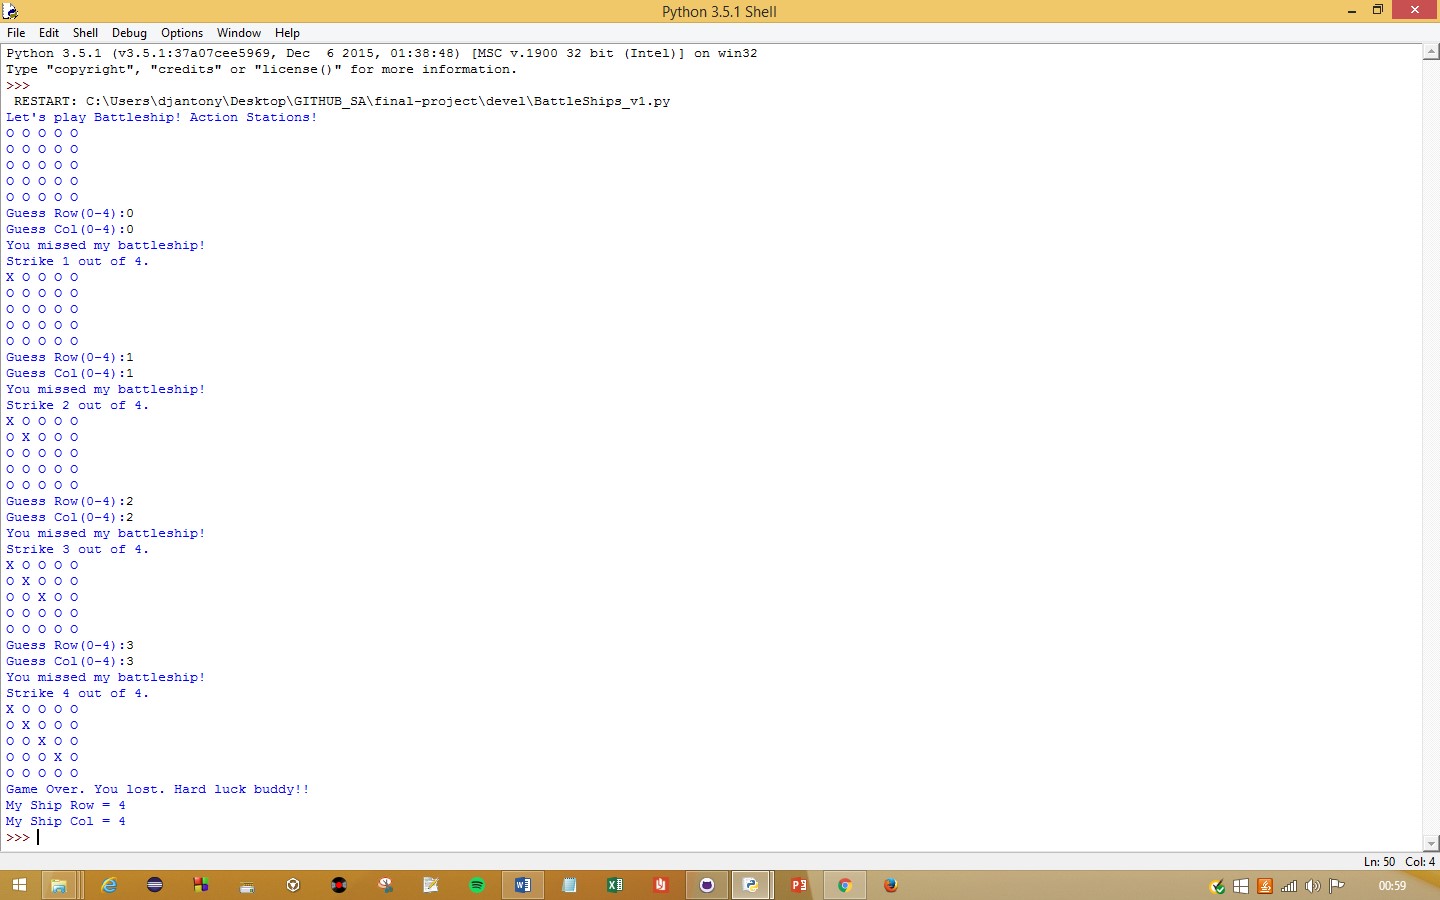 Python 3.5.1 Shell
File Edit Shell Debug Options Window Help
Python 3.5.1 (v3.5.1:37a07cee5969, Dec  6 2015, 01:38:48) [MSC v.1900 32 bit (Intel)] on win32
Type "copyright", "credits" or "license()" for more information.
>>>
 RESTART: C:\Users\djantony\Desktop\GITHUB_SA\final-project\devel\BattleShips_v1.py
Let's play Battleship! Action Stations!
O O O O O
O O O O O
O O O O O
O O O O O
O O O O O
Guess Row(0-4):0
Guess Col(0-4):0
You missed my battleship!
Strike 1 out of 4.
X O O O O
O O O O O
O O O O O
O O O O O
O O O O O
Guess Row(0-4):1
Guess Col(0-4):1
You missed my battleship!
Strike 2 out of 4.
X O O O O
O X O O O
O O O O O
O O O O O
O O O O O
Guess Row(0-4):2
Guess Col(0-4):2
You missed my battleship!
Strike 3 out of 4.
X O O O O
O X O O O
O O X O O
O O O O O
O O O O O
Guess Row(0-4):3
Guess Col(0-4):3
You missed my battleship!
Strike 4 out of 4.
X O O O O
O X O O O
O O X O O
O O O X O
O O O O O
Game Over. You lost. Hard luck buddy!!
My Ship Row = 4
My Ship Col = 4
>>>
Ln: 50 Col: 4
00:59